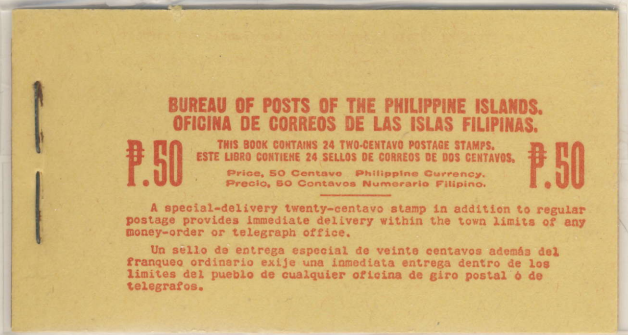 BUREAU OF POSTS OF THE PHILIPPINE ISLANDS.
OFICINA DE CORREOS DE LAS ISLAS FILIPINAS.
THIS BOOK CONTAINS 24 TWO-CENTAVO POSTAGE STAMPS.
ESTE LIBRO CONTIENE 24 SELLOS DE CORREOS DE DOS CENTAVOS.
₱.50
₱.50
Price, 50 Centavo Philippine Currency.
Precio, 50 Centavos Numerario Filipino.
A special-delivery twenty-centavo stamp in addition to regular
postage provides immediate delivery within the town limits of any
money-order or telegraph office.
Un sello de entrega especial de veinte centavos además del
franqueo ordinario exije una inmediata entrega dentro de los
límites del pueblo de cualquier oficina de giro postal ó de
telegrafos.